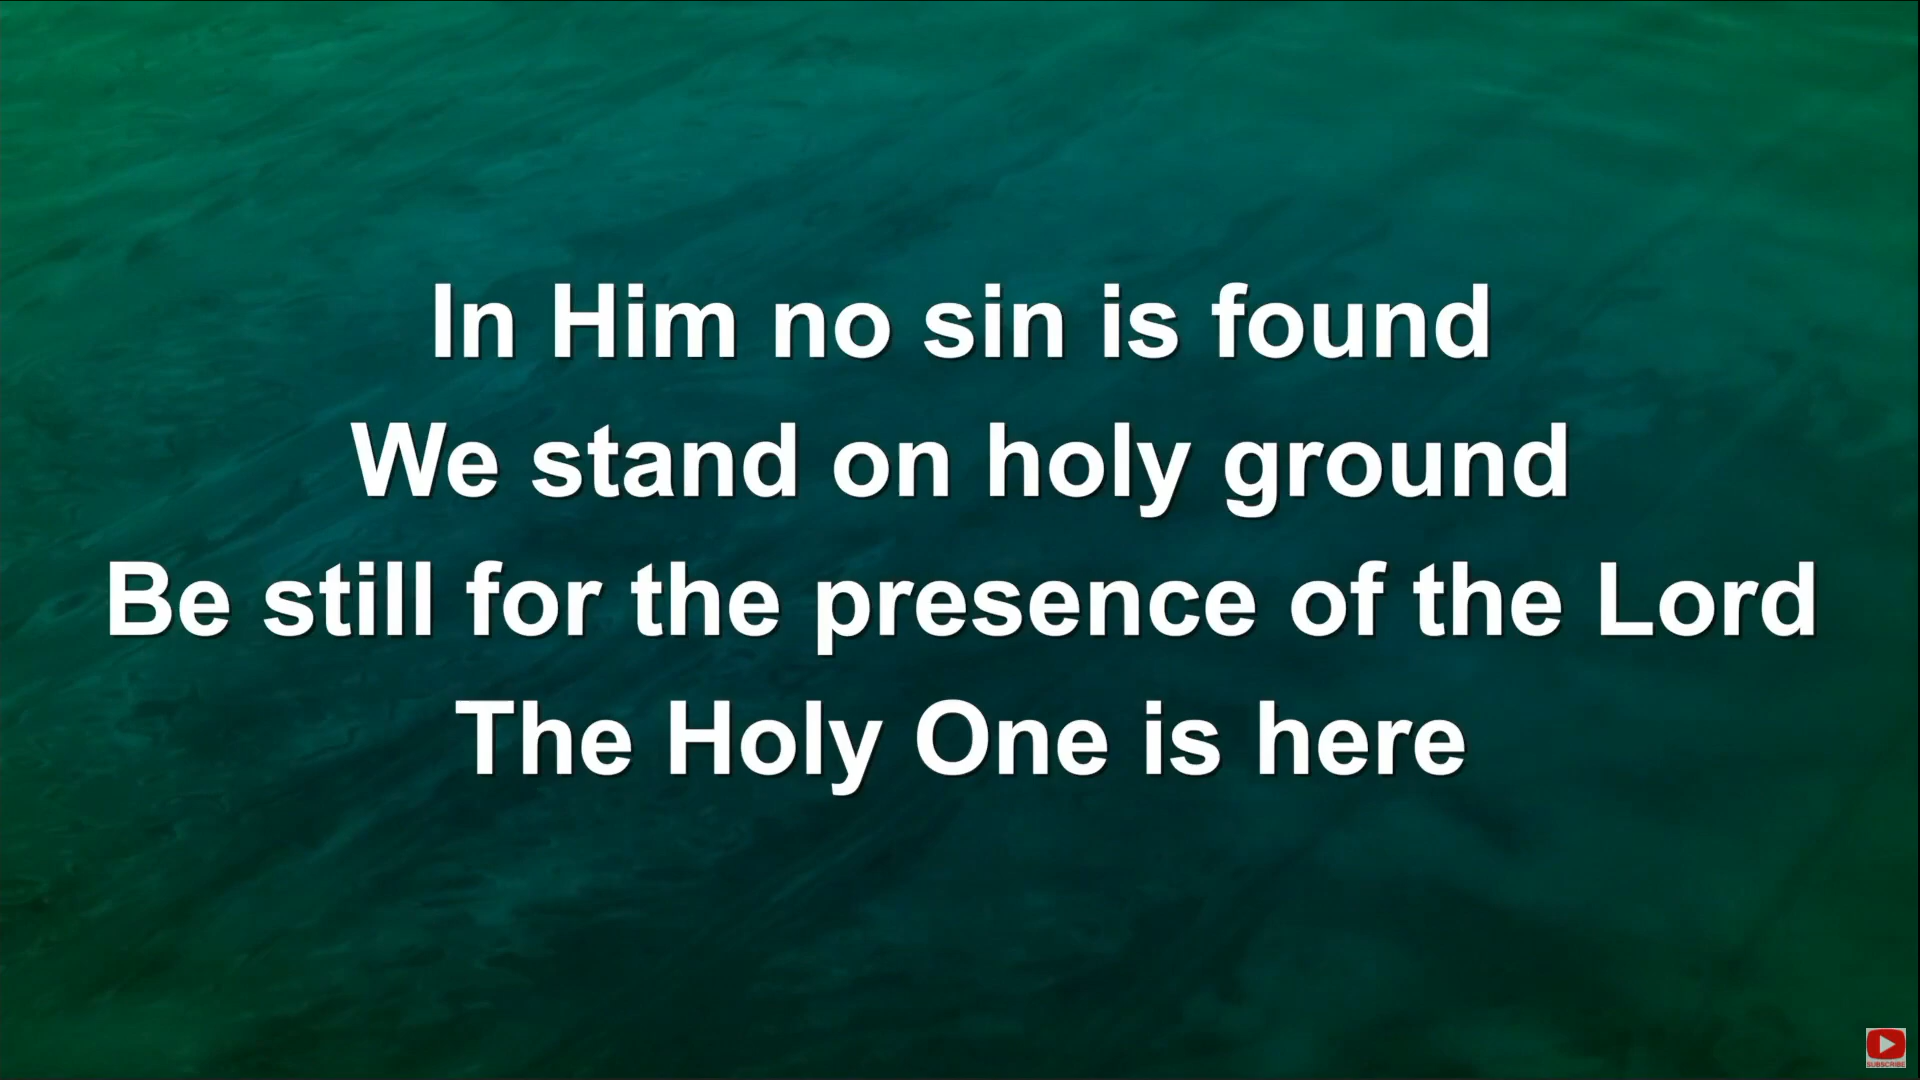 In Him no sin is found
We stand on holy ground
Be still for the presence of the Lord
The Holy One is here
SUBSCRIBE